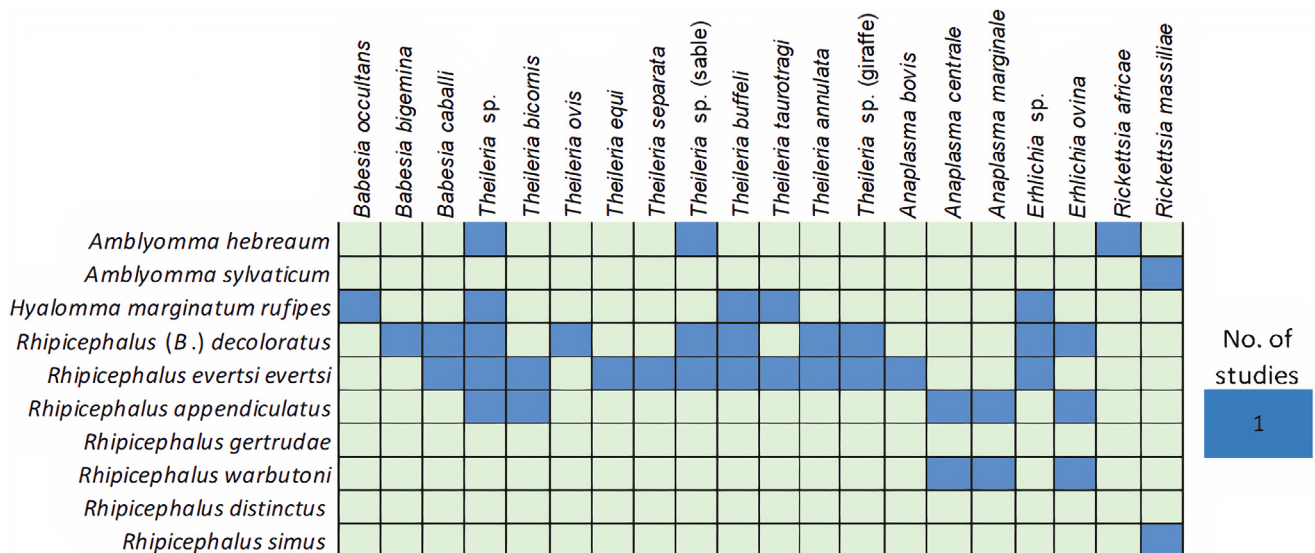 Babesia occultans
Babesia bigemina
Babesia caballi
Theileria sp.
Theileria bicornis
Theileria ovis
Theileria equi
Theileria separata
Theileria sp. (sable)
Theileria buffeli
Theileria taurotragi
Theileria annulata
Theileria sp. (giraffe)
Anaplasma bovis
Anaplasma centrale
Anaplasma marginale
Erhlichia sp.
Erhlichia ovina
Rickettsia africae
Rickettsia massiliae
Amblyomma hebreaum
Amblyomma sylvaticum
Hyalomma marginatum rufipes
Rhipicephalus (B.) decoloratus
Rhipicephalus evertsi evertsi
Rhipicephalus appendiculatus
Rhipicephalus gertrudae
Rhipicephalus warbutoni
Rhipicephalus distinctus
Rhipicephalus simus
No. of
studies
1